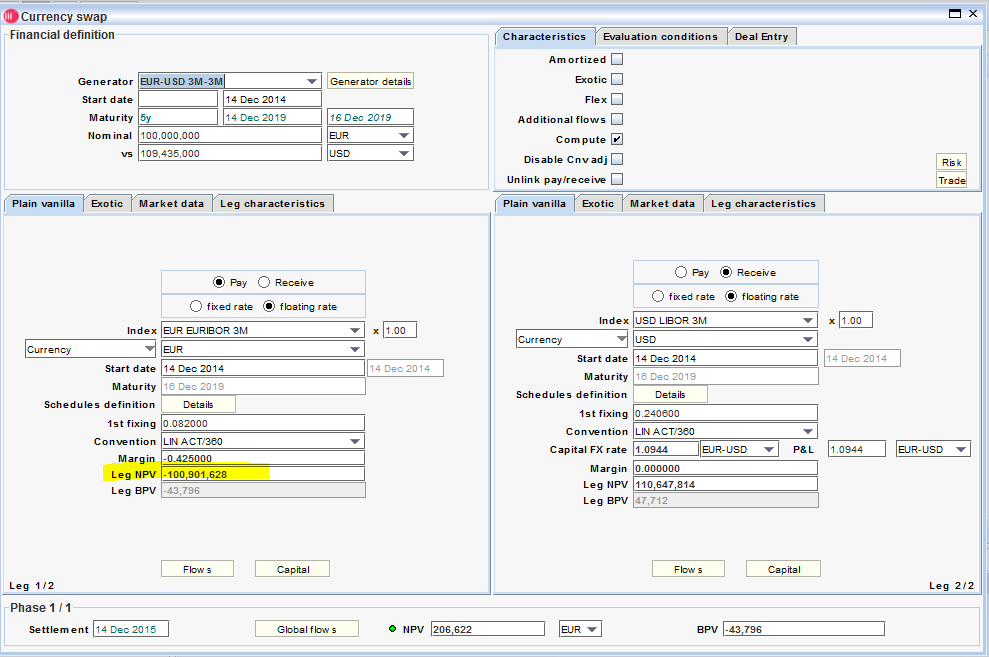 Currency swap
Financial definition
Generator EUR-USD 3M-3M Generator details
Start date 14 Dec 2014
Maturity 5y 14 Dec 2019 16 Dec 2019
Nominal 100,000,000 EUR
vs 109,435,000 USD
Characteristics Evaluation conditions Deal Entry
Amortized
Exotic
Flex
Additional flows
Compute
Disable Cnv adj
Unlink pay/receive
Risk
Trade
Plain vanilla Exotic Market data Leg characteristics
Pay Receive
fixed rate floating rate
Index EUR EURIBOR 3M x 1.00
Currency EUR
Start date 14 Dec 2014 14 Dec 2014
Maturity 16 Dec 2019
Schedules definition Details
1st fixing 0.082000
Convention LIN ACT/360
Margin -0.425000
Leg NPV -100,901,628
Leg BPV -43,796
Flows Capital
Leg 1/2
Plain vanilla Exotic Market data Leg characteristics
Pay Receive
fixed rate floating rate
Index USD LIBOR 3M x 1.00
Currency USD
Start date 14 Dec 2014 14 Dec 2014
Maturity 16 Dec 2019
Schedules definition Details
1st fixing 0.240600
Convention LIN ACT/360
Capital FX rate 1.0944 EUR-USD P&L 1.0944 EUR-USD
Margin 0.000000
Leg NPV 110,647,814
Leg BPV 47,712
Flows Capital
Leg 2/2
Phase 1 / 1
Settlement 14 Dec 2015 Global flows NPV 206,622 EUR BPV -43,796